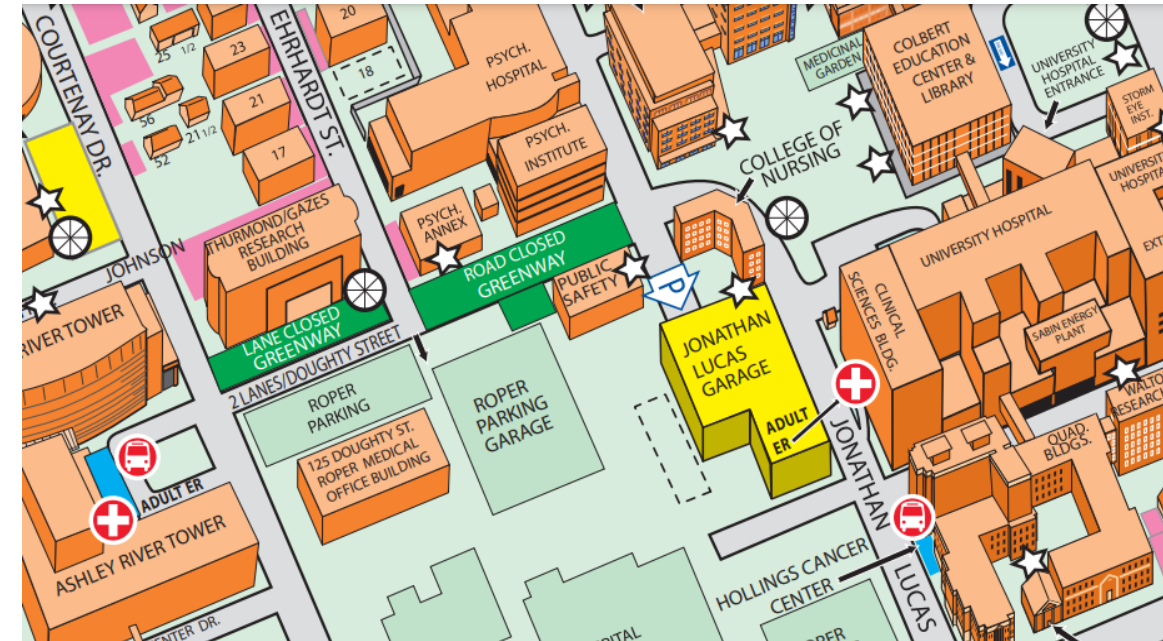 COURTENAY DR.
25 1/2
23
56
21
21 1/2
52
17
EHRHARDT ST.
20
18
PSYCH.
HOSPITAL
PSYCH.
INSTITUTE
PSYCH.
ANNEX
MEDICINAL
GARDEN
COLBERT
EDUCATION
CENTER &
LIBRARY
UNIVERSITY
HOSPITAL
ENTRANCE
STORM
EYE
INST.
COLLEGE OF
NURSING
UNIVERSITY HOSPITAL
JOHNSON
THURMOND/GAZES
RESEARCH
BUILDING
ROAD CLOSED
GREENWAY
PUBLIC
SAFETY
P
CLINICAL
SCIENCES BLDG.
SABIN ENERGY
PLANT
RIVER TOWER
LANE CLOSED
GREENWAY
2 LANES/DOUGHTY STREET
ROPER
PARKING
ROPER
PARKING
GARAGE
JONATHAN
LUCAS
GARAGE
ADULT
ER
RESEARCH
QUAD.
BLDGS.
125 DOUGHTY ST.
ROPER MEDICAL
OFFICE BUILDING
ADULT ER
ASHLEY RIVER TOWER
JONATHAN LUCAS
HOLLINGS CANCER
CENTER